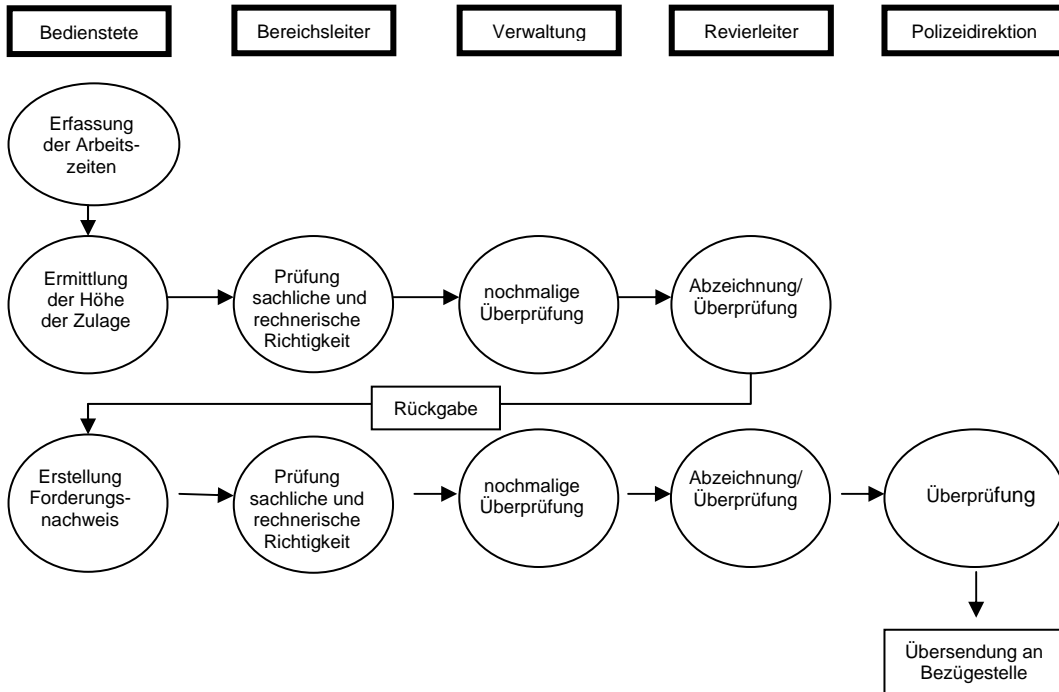 Bedienstete
Bereichsleiter
Verwaltung
Revierleiter
Polizeidirektion
Erfassung
der Arbeits-
zeiten
Ermittlung
der Höhe
der Zulage
Prüfung
sachliche und
rechnerische
Richtigkeit
nochmalige
Überprüfung
Abzeichnung/
Überprüfung
Rückgabe
Erstellung
Forderungs-
nachweis
Prüfung
sachliche und
rechnerische
Richtigkeit
nochmalige
Überprüfung
Abzeichnung/
Überprüfung
Überprüfung
Übersendung an
Bezügestelle